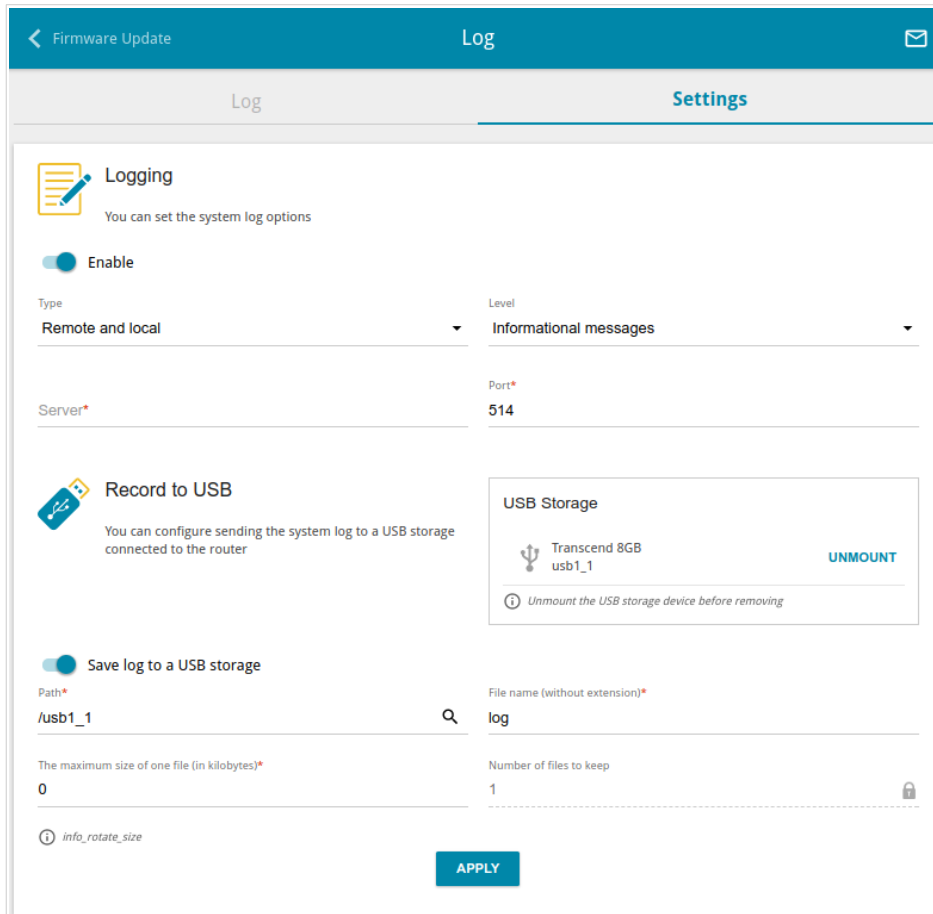 Firmware Update
Log
Log
Settings
Logging
You can set the system log options
Enable
Type
Level
Remote and local
Informational messages
Server*
Port*
514
Record to USB
You can configure sending the system log to a USB storage
connected to the router
USB Storage
Transcend 8GB
usb1_1
UNMOUNT
Unmount the USB storage device before removing
Save log to a USB storage
Path*
File name (without extension)*
/usb1_1
log
The maximum size of one file (in kilobytes)*
Number of files to keep
0
1
info_rotate_size
APPLY